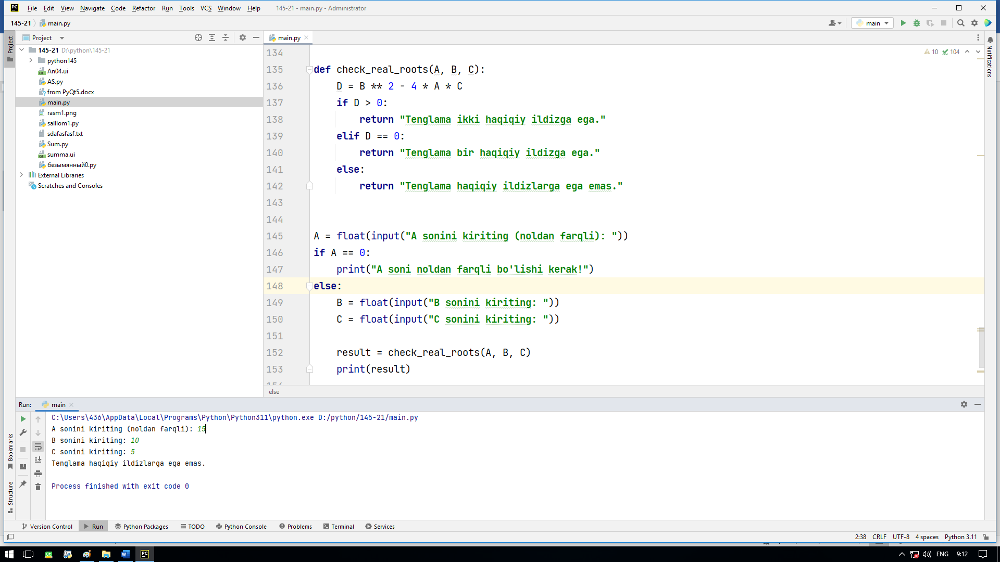 File Edit View Navigate Code Refactor Run Tools VCS Window Help 145-21 - main.py - Administrator
145-21 main.py
main
Project
Project
main.py
145-21 D:\python\145-21
python145
An04.ui
AS.py
from PyQt5.docx
main.py
rasm1.png
salllom1.py
sdafasfasf.txt
Sum.py
summa.ui
безымянный0.py
External Libraries
Scratches and Consoles
10 104
Notifications
134
135 def check_real_roots(A, B, C):
136 D = B ** 2 - 4 * A * C
137 if D > 0:
138 return "Tenglama ikki haqiqiy ildizga ega."
139 elif D == 0:
140 return "Tenglama bir haqiqiy ildizga ega."
141 else:
142 return "Tenglama haqiqiy ildizlarga ega emas."
143
144
145 A = float(input("A sonini kiriting (noldan farqli): "))
146 if A == 0:
147 print("A soni noldan farqli bo'lishi kerak!")
148 else:
149 B = float(input("B sonini kiriting: "))
150 C = float(input("C sonini kiriting: "))
151
152 result = check_real_roots(A, B, C)
153 print(result)
154
else
Run: main
C:\Users\436\AppData\Local\Programs\Python\Python311\python.exe D:/python/145-21/main.py
A sonini kiriting (noldan farqli): 15
B sonini kiriting: 10
C sonini kiriting: 5
Tenglama haqiqiy ildizlarga ega emas.
Process finished with exit code 0
Bookmarks
Structure
Version Control Run Python Packages TODO Python Console Problems Terminal Services
2:38 CRLF UTF-8 4 spaces Python 3.11
ENG 9:12